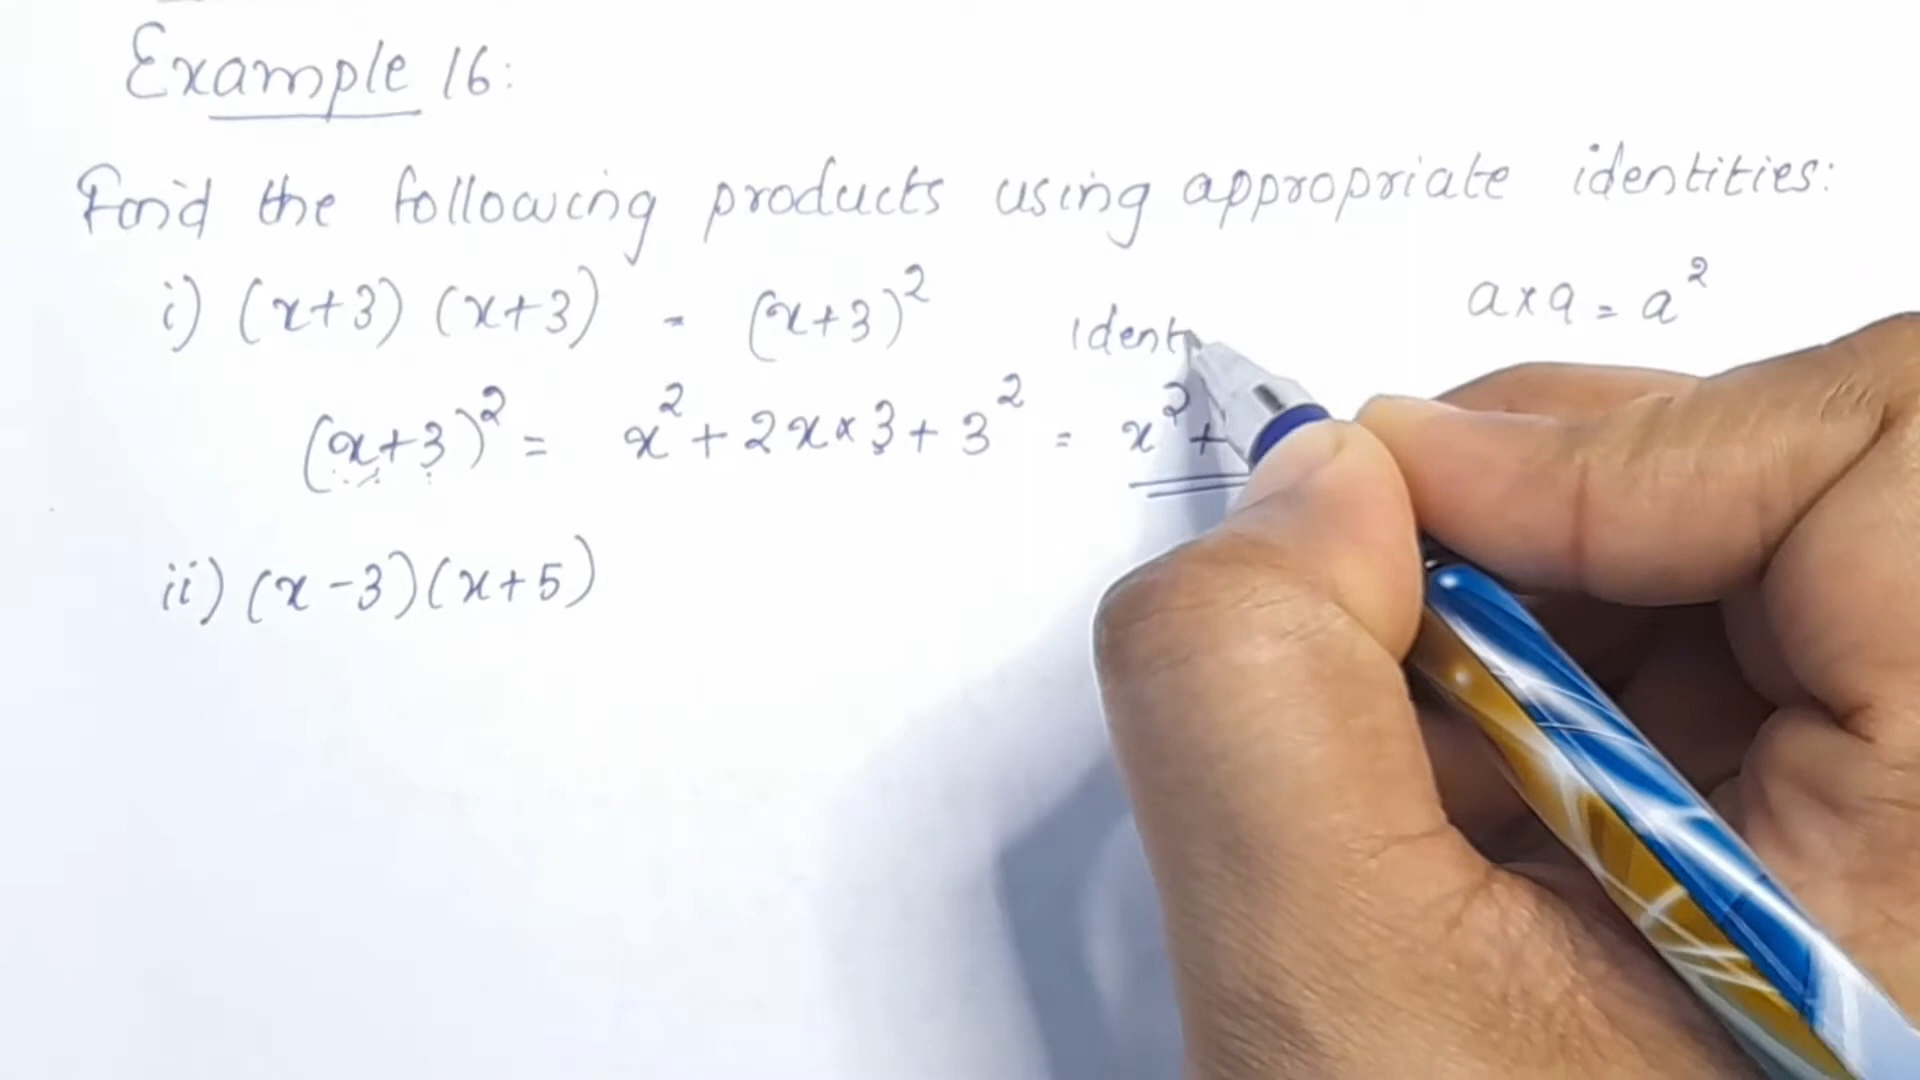 Example 16:
Find the following products using appropriate identities:
i) (x+3) (x+3) = (x+3)² a×a = a²
Ident
(x+3)² = x² + 2x×3 + 3² = x² +
ii) (x-3)(x+5)